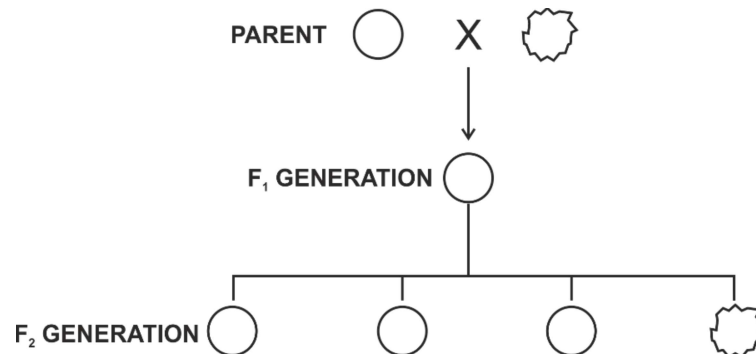 PARENT X
F₁ GENERATION
F₂ GENERATION